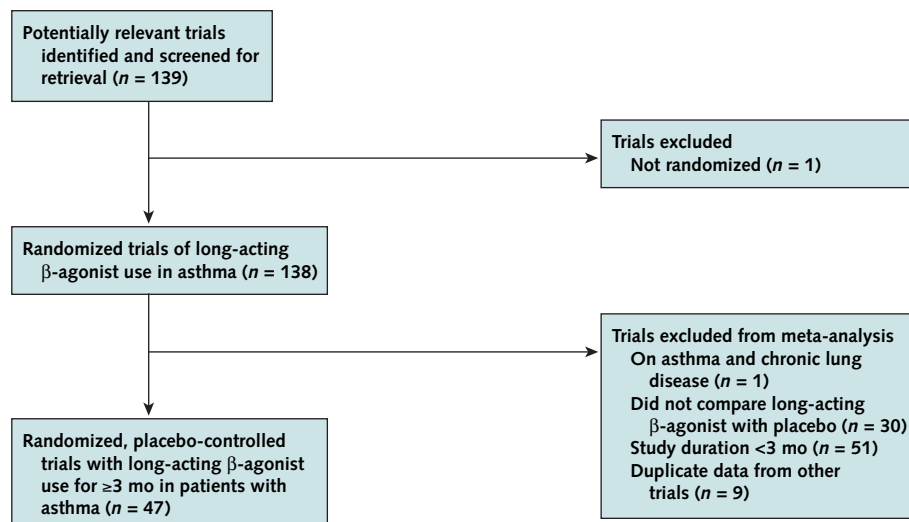 Potentially relevant trials
identified and screened for
retrieval (n = 139)
Trials excluded
Not randomized (n = 1)
Randomized trials of long-acting
β-agonist use in asthma (n = 138)
Trials excluded from meta-analysis
On asthma and chronic lung
disease (n = 1)
Did not compare long-acting
β-agonist with placebo (n = 30)
Study duration <3 mo (n = 51)
Duplicate data from other
trials (n = 9)
Randomized, placebo-controlled
trials with long-acting β-agonist
use for ≥3 mo in patients with
asthma (n = 47)